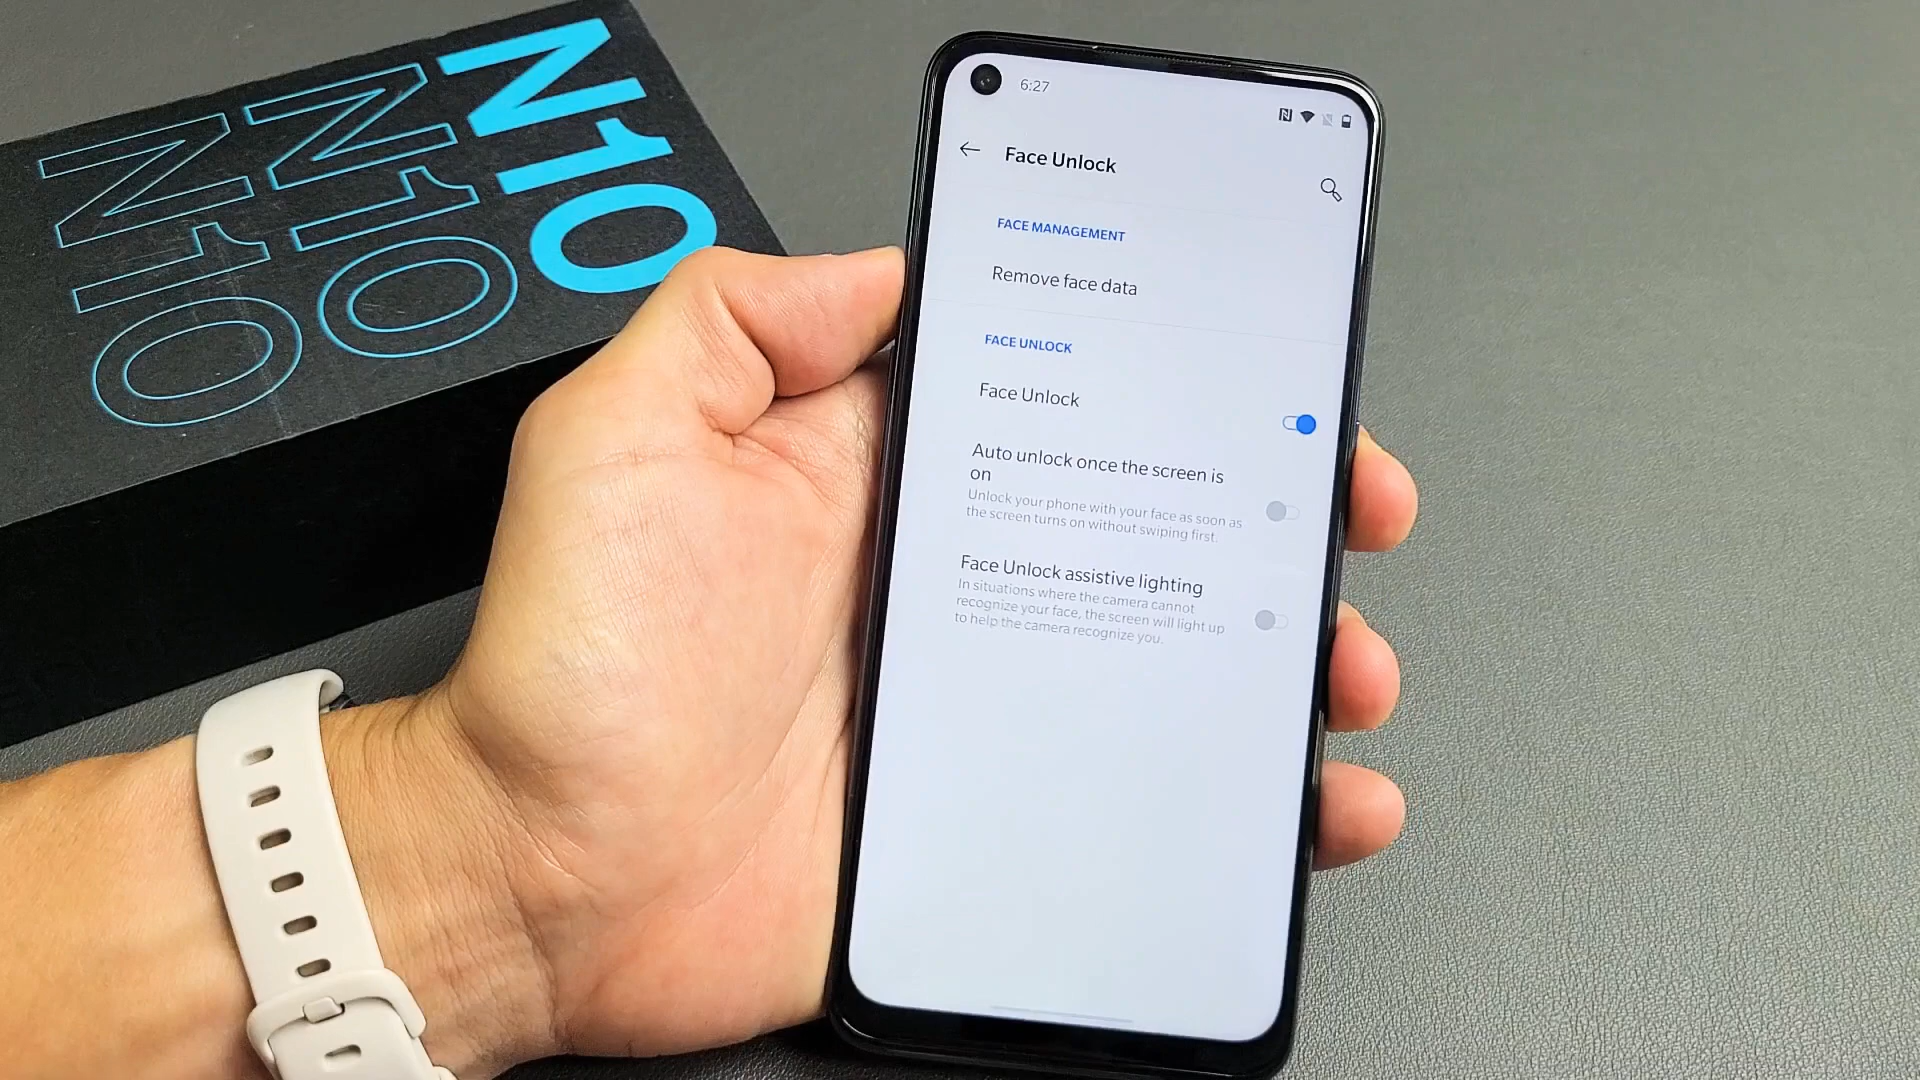 N10
N10
N10
6:27
Face Unlock
FACE MANAGEMENT
Remove face data
FACE UNLOCK
Face Unlock
Auto unlock once the screen is
on
Unlock your phone with your face as soon as
the screen turns on without swiping first.
Face Unlock assistive lighting
In situations where the camera cannot
recognize your face, the screen will light up
to help the camera recognize you.